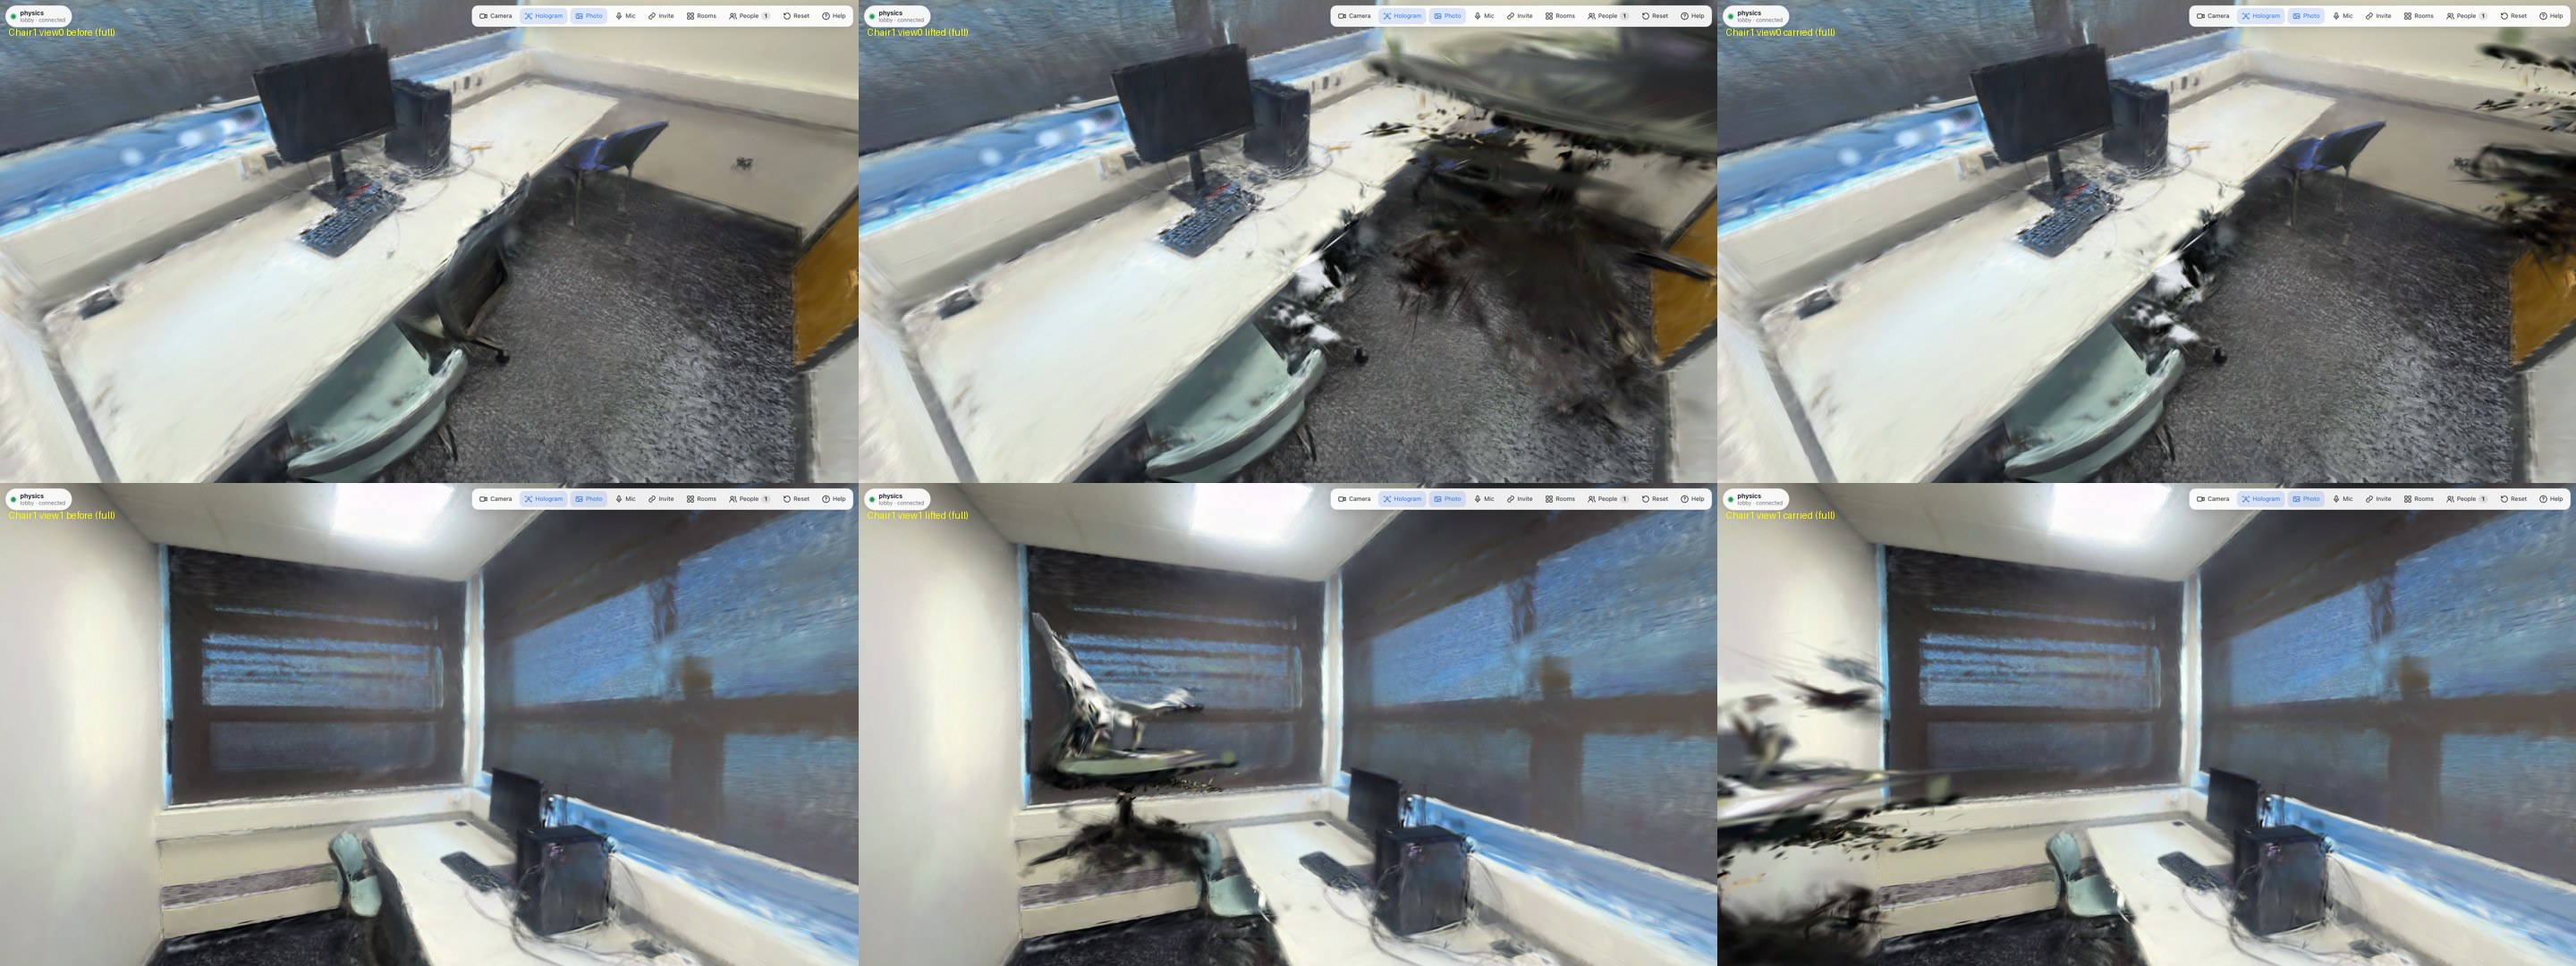 physics
lobby · connected
Camera Hologram Photo Mic Invite Rooms People 1 Reset Help
Chair1 view0 before (full)
physics
lobby · connected
Camera Hologram Photo Mic Invite Rooms People 1 Reset Help
Chair1 view0 lifted (full)
physics
lobby · connected
Camera Hologram Photo Mic Invite Rooms People 1 Reset Help
Chair1 view0 carried (full)
physics
lobby · connected
Camera Hologram Photo Mic Invite Rooms People 1 Reset Help
Chair1 view1 before (full)
physics
lobby · connected
Camera Hologram Photo Mic Invite Rooms People 1 Reset Help
Chair1 view1 lifted (full)
physics
lobby · connected
Camera Hologram Photo Mic Invite Rooms People 1 Reset Help
Chair1 view1 carried (full)